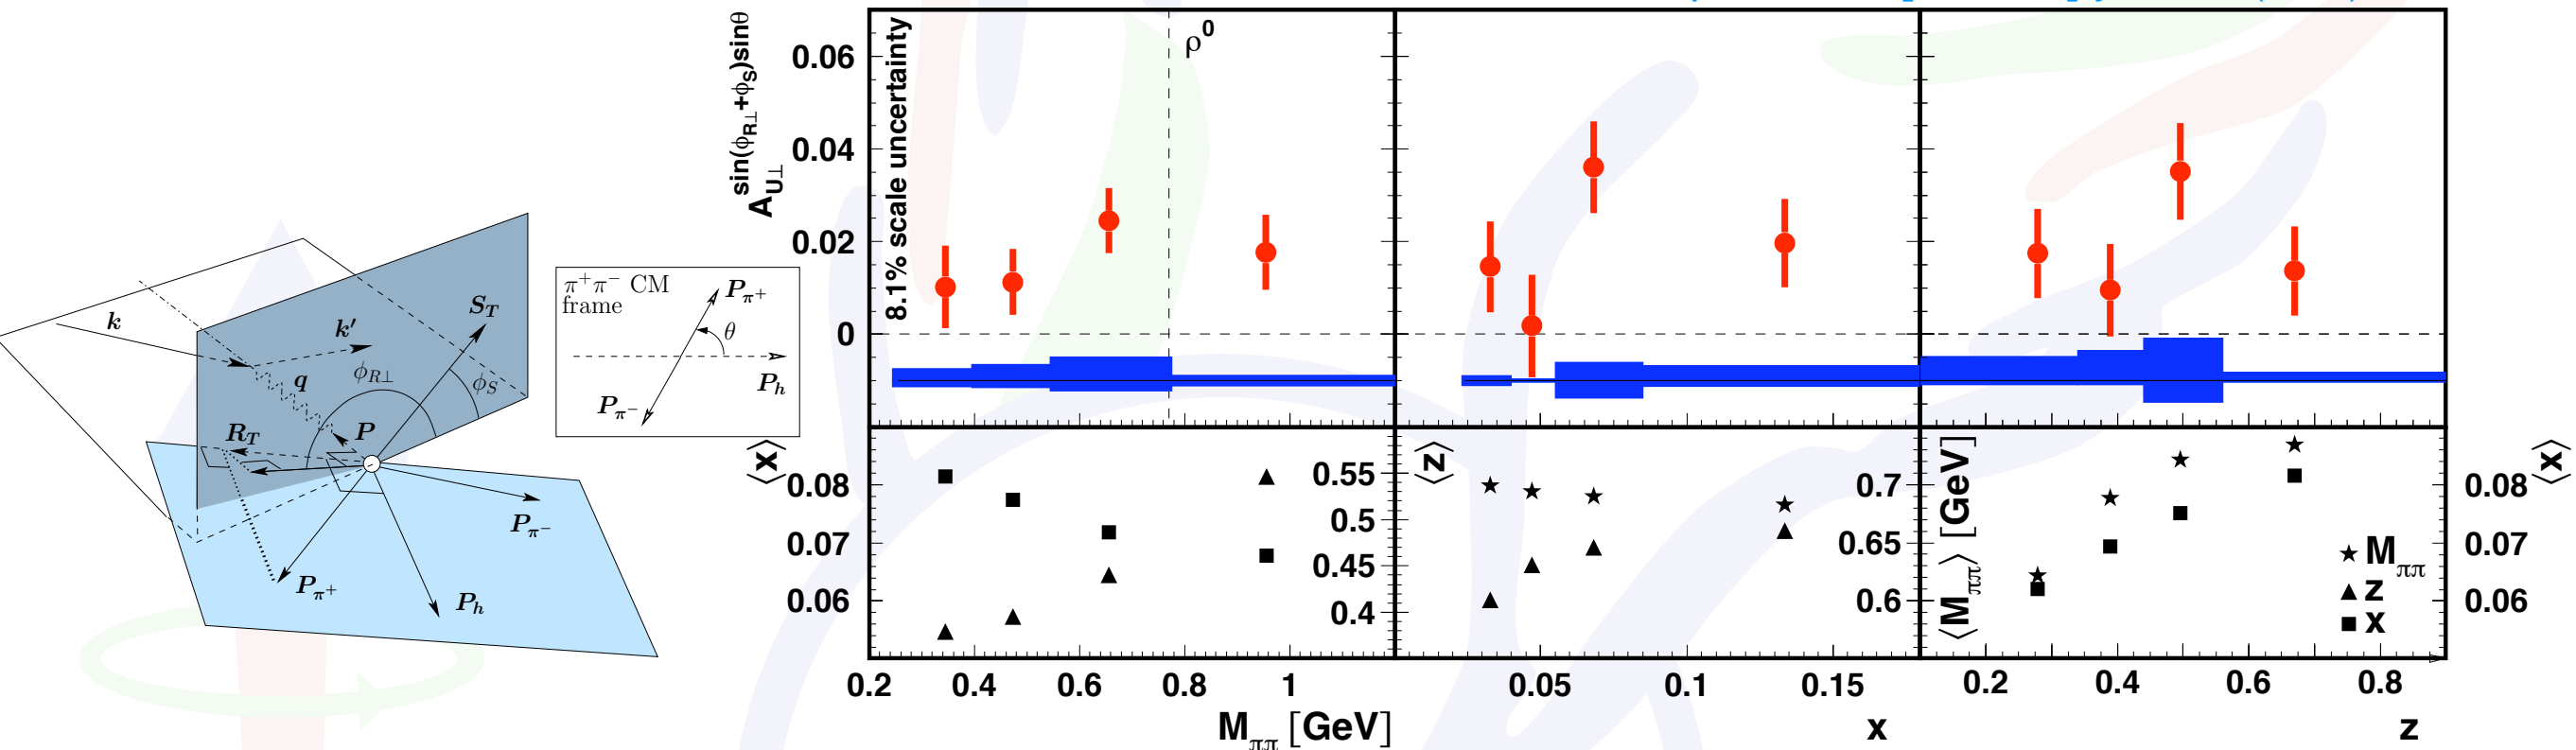 k
k′
S_T
ϕ_{R⊥}
ϕ_S
q
R_T
P
P_{π−}
P_{π+}
P_h
π+π− CM
frame
P_{π+}
θ
P_h
P_{π−}
A_{U⊥}^{sin(ϕ_{R⊥}+ϕ_S)sinθ}
0.06
0.04
0.02
0
8.1% scale uncertainty
ρ^0
⟨x⟩
0.08
0.07
0.06
⟨z⟩
0.55
0.5
0.45
0.4
⟨M_{ππ}⟩ [GeV]
0.7
0.65
0.6
M_{ππ}
z
x
⟨x⟩
0.08
0.07
0.06
0.2 0.4 0.6 0.8 1
0.05 0.1 0.15
0.2 0.4 0.6 0.8
M_{ππ} [GeV]
x
z